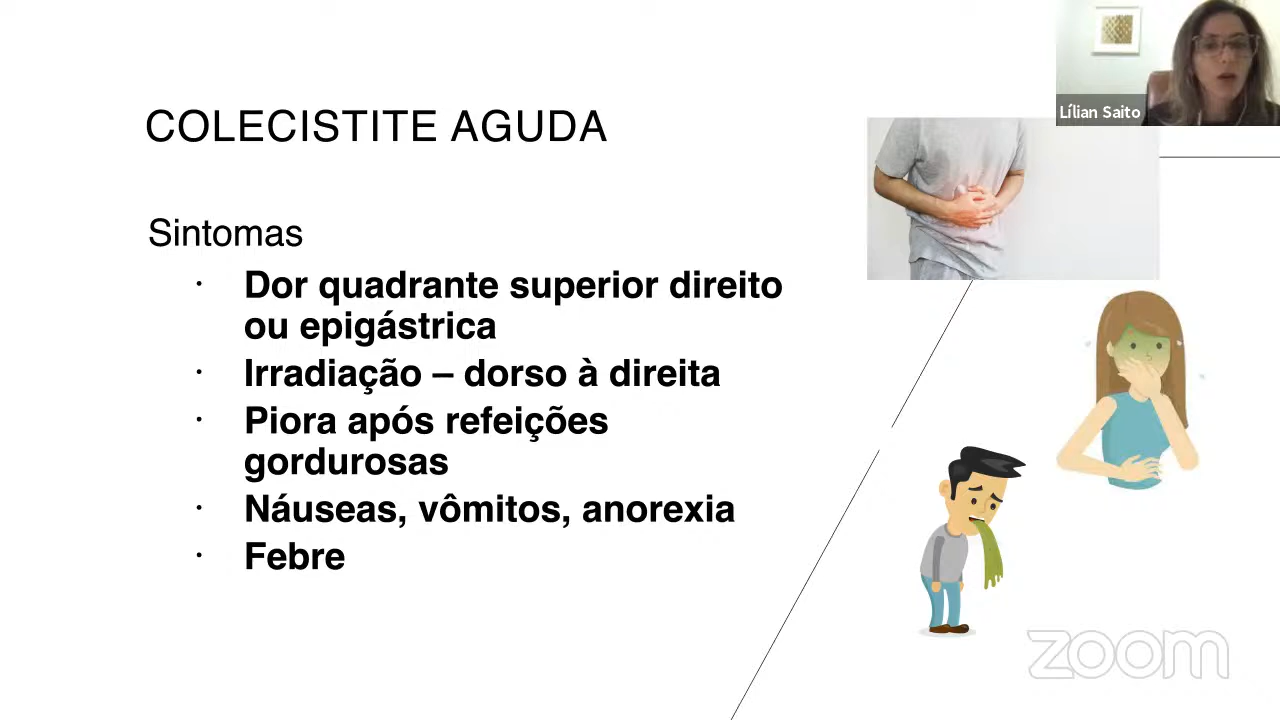 Lílian Saito
COLECISTITE AGUDA
Sintomas
· Dor quadrante superior direito
ou epigástrica
· Irradiação – dorso à direita
· Piora após refeições
gordurosas
· Náuseas, vômitos, anorexia
· Febre
zoom